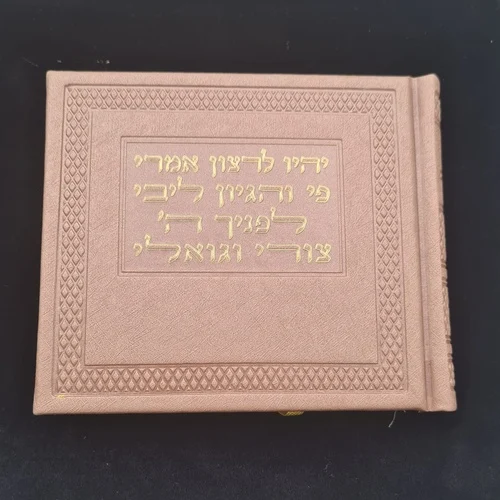 יהיו לרצון אמרי
פי והגיון ליבי
לפניך ה'
צורי וגואלי